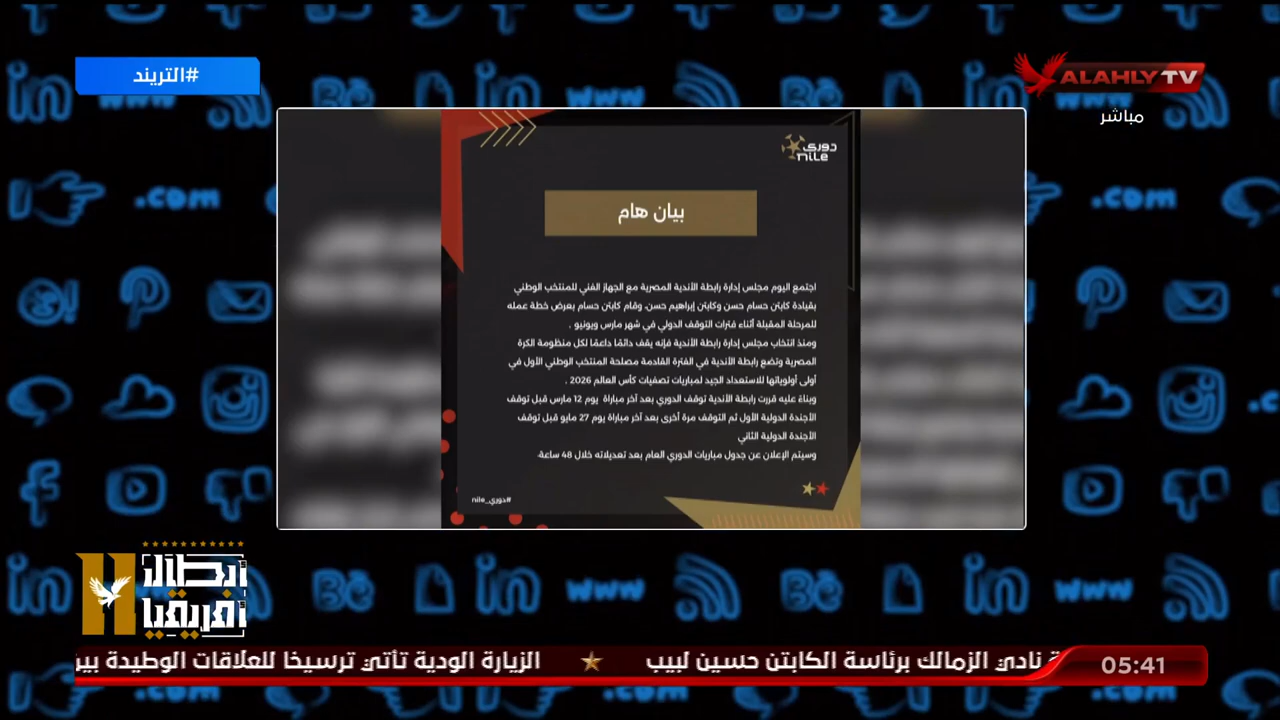 #التريند
ALAHLY TV
مباشر
دوري
nile
بيان هام
اجتمع اليوم مجلس إدارة رابطة الأندية المصرية مع الجهاز الفني للمنتخب الوطني
بقيادة كابتن حسام حسن وكابتن إبراهيم حسن. وقام كابتن حسام بعرض خطة عمله
للمرحلة المقبلة أثناء فترات التوقف الدولي في شهر مارس ويونيو .
ومنذ انتخاب مجلس إدارة رابطة الأندية فإنه يقف دائمًا داعمًا لكل منظومة الكرة
المصرية وتضع رابطة الأندية في الفترة القادمة مصلحة المنتخب الوطني الأول في
أولى أولوياتها للاستعداد الجيد لمباريات تصفيات كأس العالم 2026 .
وبناءً عليه قررت رابطة الأندية توقف الدوري بعد آخر مباراة يوم 12 مارس قبل توقف
الأجندة الدولية الأول ثم التوقف مرة أخرى بعد آخر مباراة يوم 27 مايو قبل توقف
الأجندة الدولية الثاني
وسيتم الإعلان عن جدول مباريات الدوري العام بعد تعديلاته خلال 48 ساعة.
#دوري_nile
أبطال
أفريقيا
11
ة نادي الزمالك برئاسة الكابتن حسين لبيب ★ الزيارة الودية تأتي ترسيخا للعلاقات الوطيدة بين
05:41